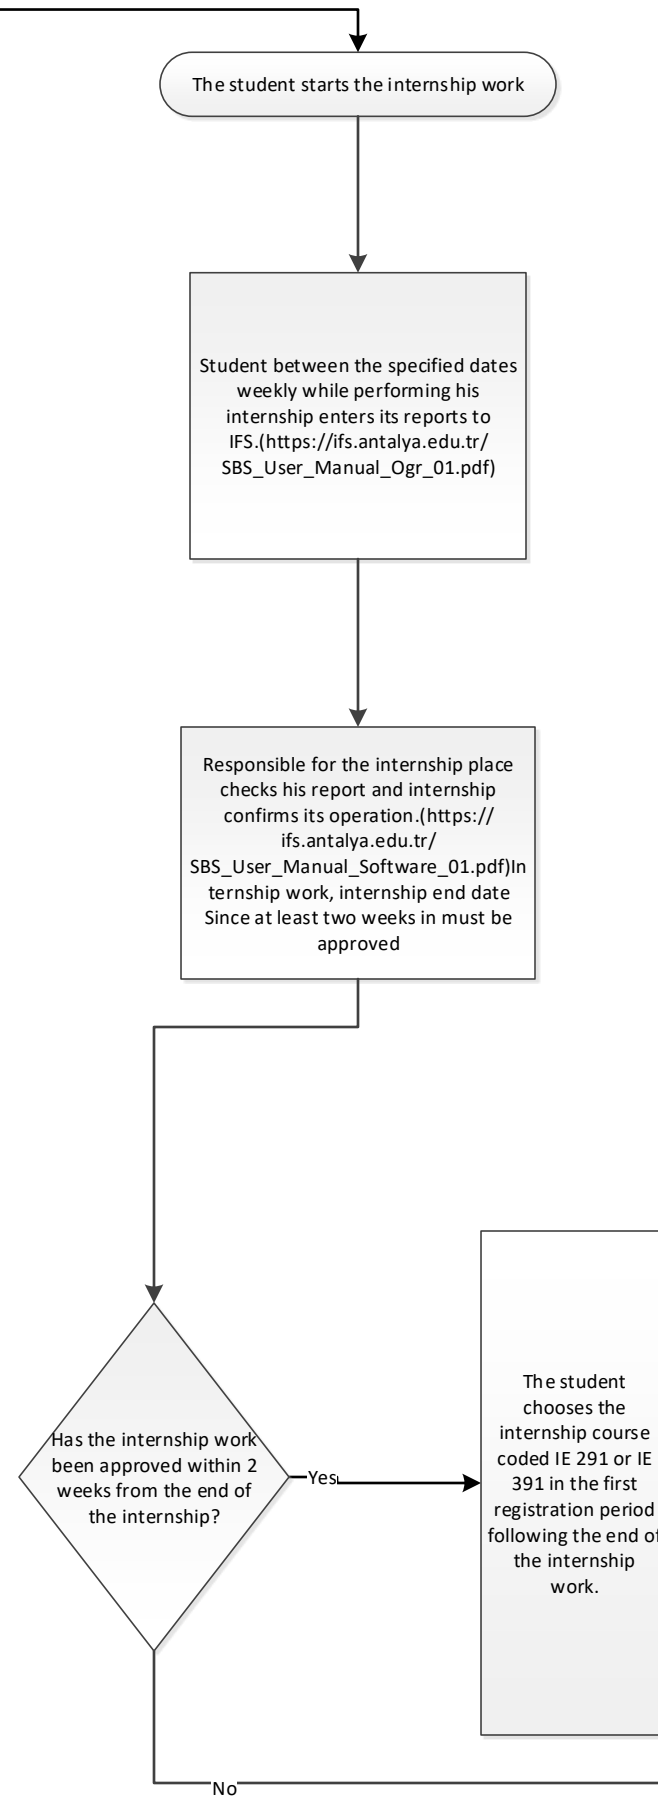 The student starts the internship work
Student between the specified dates
weekly while performing his
internship enters its reports to
IFS.(https://ifs.antalya.edu.tr/
SBS_User_Manual_Ogr_01.pdf)
Responsible for the internship place
checks his report and internship
confirms its operation.(https://
ifs.antalya.edu.tr/
SBS_User_Manual_Software_01.pdf)In
ternship work, internship end date
Since at least two weeks in must be
approved
Has the internship work
been approved within 2
weeks from the end of
the internship?
Yes
The student
chooses the
internship course
coded IE 291 or IE
391 in the first
registration period
following the end of
the internship
work.
No